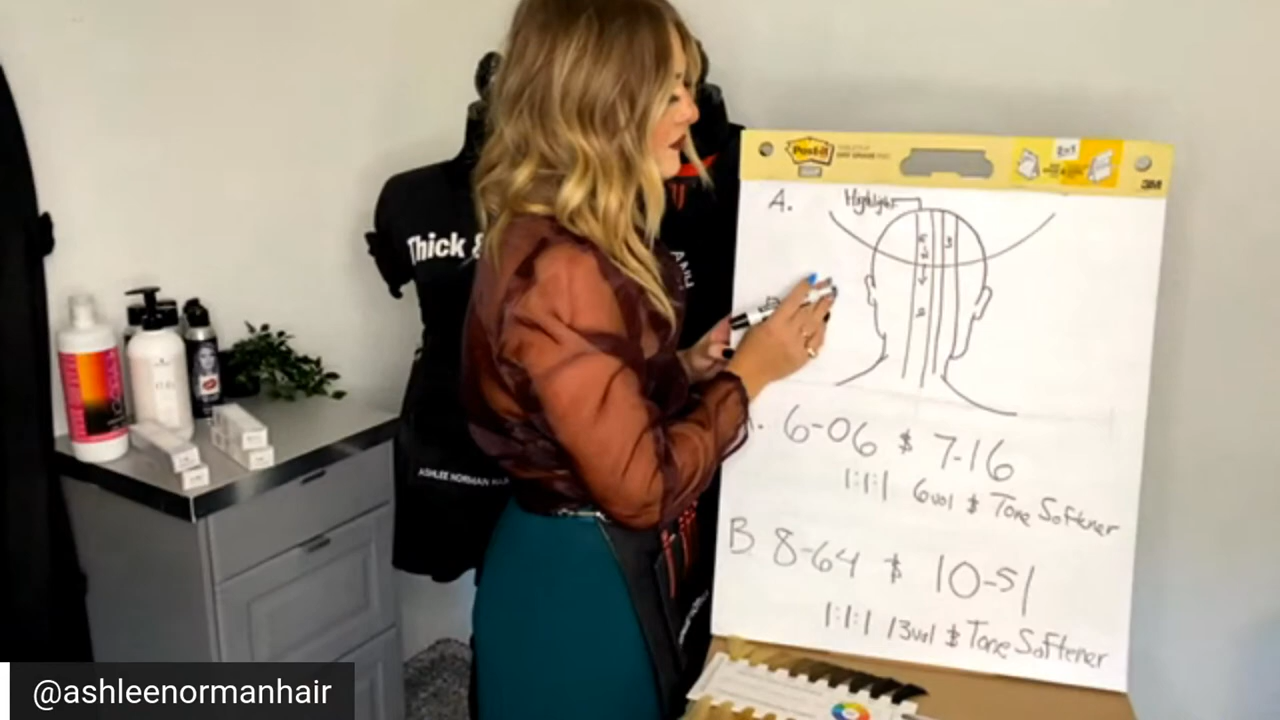 Post-it
3M
A.
Highlight
Thick &
ASHLEE NORMAN HAIR
6-06 $ 7-16
1:1:1 6vol $ Tone Softener
B 8-64 $ 10-51
1:1:1 13vol $ Tone Softener
@ashleenormanhair